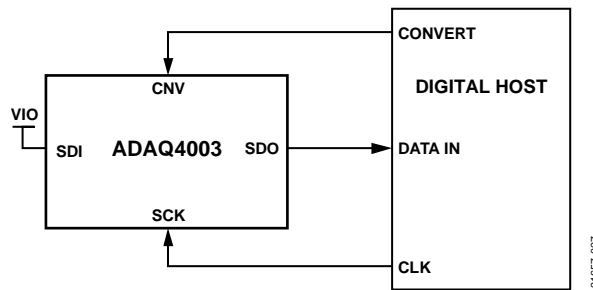 CONVERT
CNV
DIGITAL HOST
VIO
SDI
ADAQ4003
SDO
DATA IN
SCK
CLK